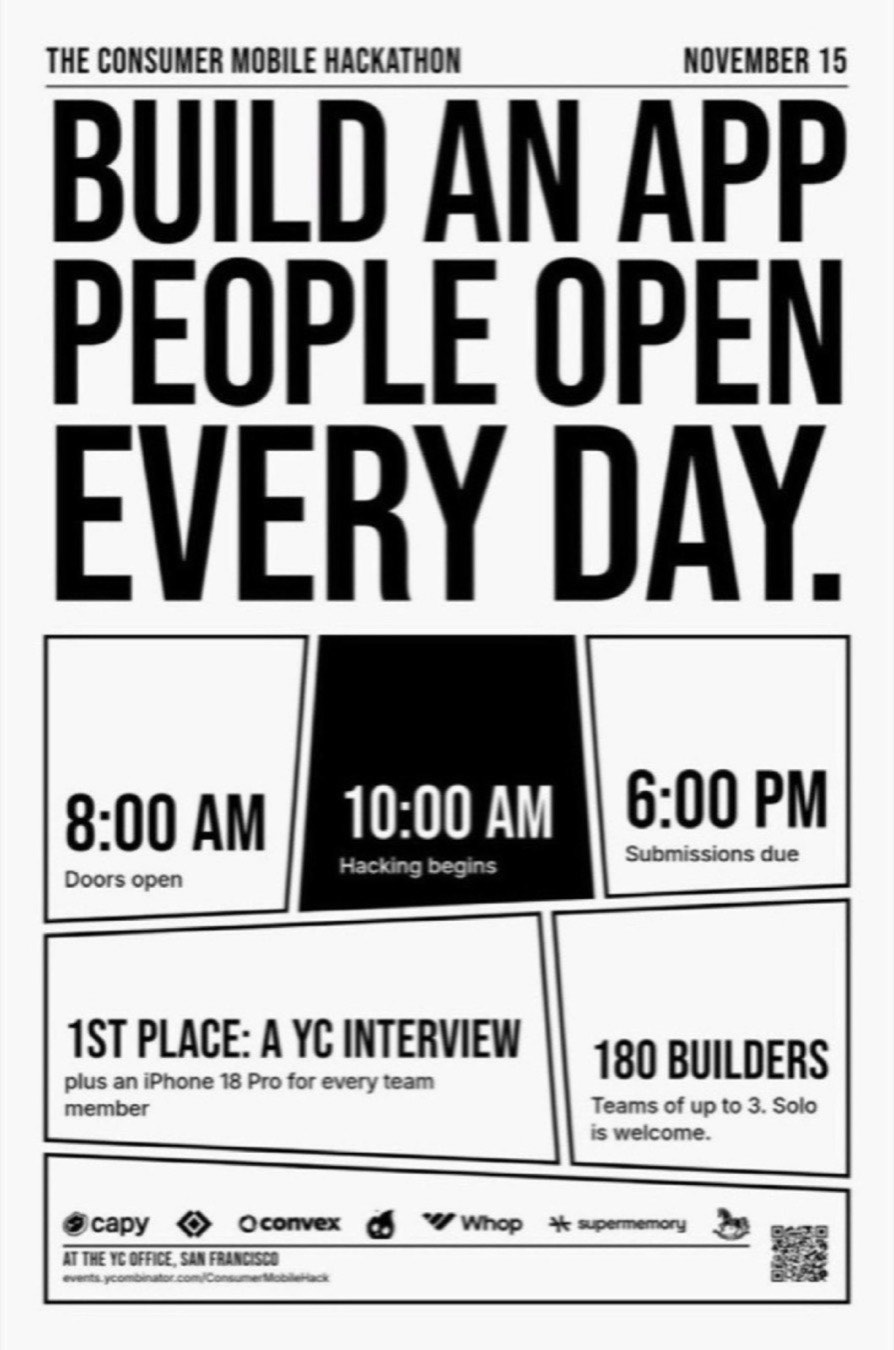 THE CONSUMER MOBILE HACKATHON
NOVEMBER 15
BUILD AN APP
PEOPLE OPEN
EVERY DAY.
8:00 AM
Doors open
10:00 AM
Hacking begins
6:00 PM
Submissions due
1ST PLACE: A YC INTERVIEW
plus an iPhone 18 Pro for every team
member
180 BUILDERS
Teams of up to 3. Solo
is welcome.
capy
convex
Whop
supermemory
AT THE YC OFFICE, SAN FRANCISCO
events.ycombinator.com/ConsumerMobileHack